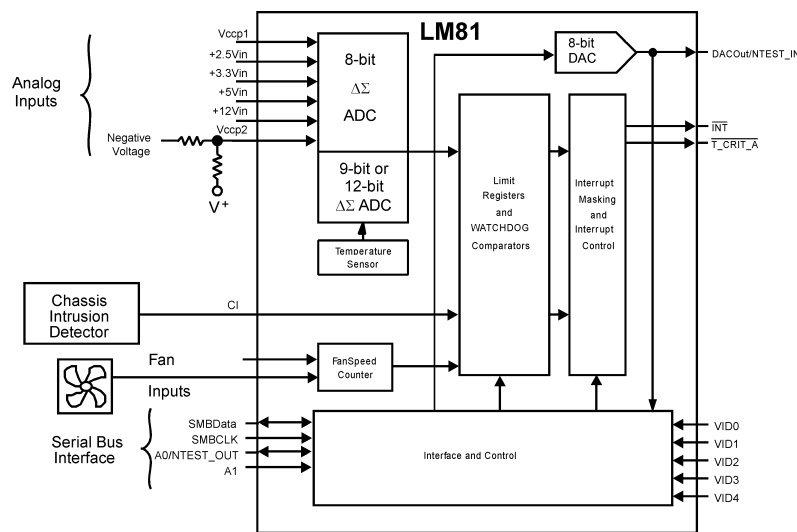 LM81
Vccp1
+2.5Vin
+3.3Vin
+5Vin
+12Vin
Vccp2
Analog
Inputs
Negative
Voltage
V+
8-bit
ΔΣ
ADC
9-bit or
12-bit
ΔΣ ADC
Temperature
Sensor
8-bit
DAC
DACOut/NTEST_IN
INT
T_CRIT_A
Limit
Registers
and
WATCHDOG
Comparators
Interrupt
Masking
and
Interrupt
Control
Chassis
Intrusion
Detector
CI
Fan
Inputs
FanSpeed
Counter
Serial Bus
Interface
SMBData
SMBCLK
A0/NTEST_OUT
A1
Interface and Control
VID0
VID1
VID2
VID3
VID4